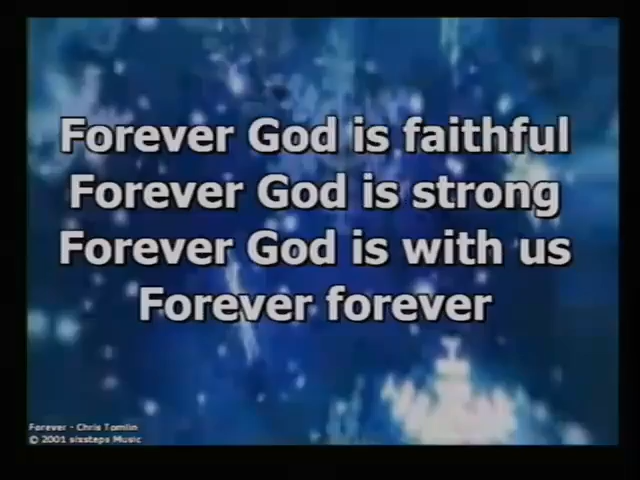 Forever God is faithful
Forever God is strong
Forever God is with us
Forever forever
Forever - Chris Tomlin
© 2001 sixsteps Music